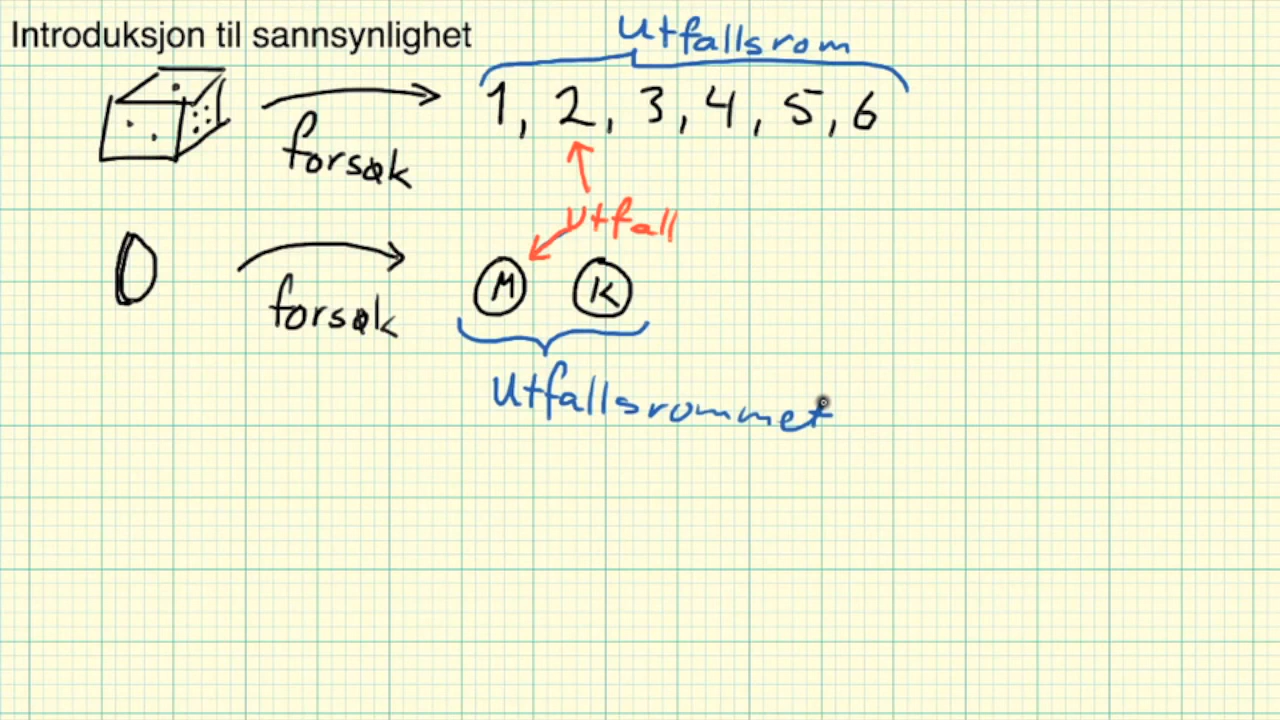 Introduksjon til sannsynlighet
Utfallsrom
1, 2, 3, 4, 5, 6
forsøk
Utfall
M K
forsøk
Utfallsrommet